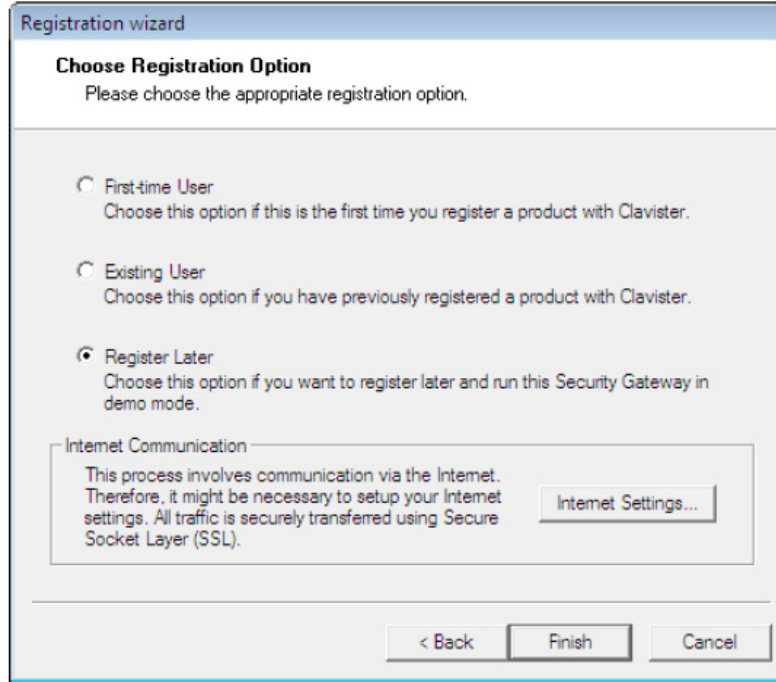 Registration wizard
Choose Registration Option
Please choose the appropriate registration option.
First-time User
Choose this option if this is the first time you register a product with Clavister.
Existing User
Choose this option if you have previously registered a product with Clavister.
Register Later
Choose this option if you want to register later and run this Security Gateway in
demo mode.
Internet Communication
This process involves communication via the Internet.
Therefore, it might be necessary to setup your Internet
settings. All traffic is securely transferred using Secure
Socket Layer (SSL).
Internet Settings...
< Back
Finish
Cancel